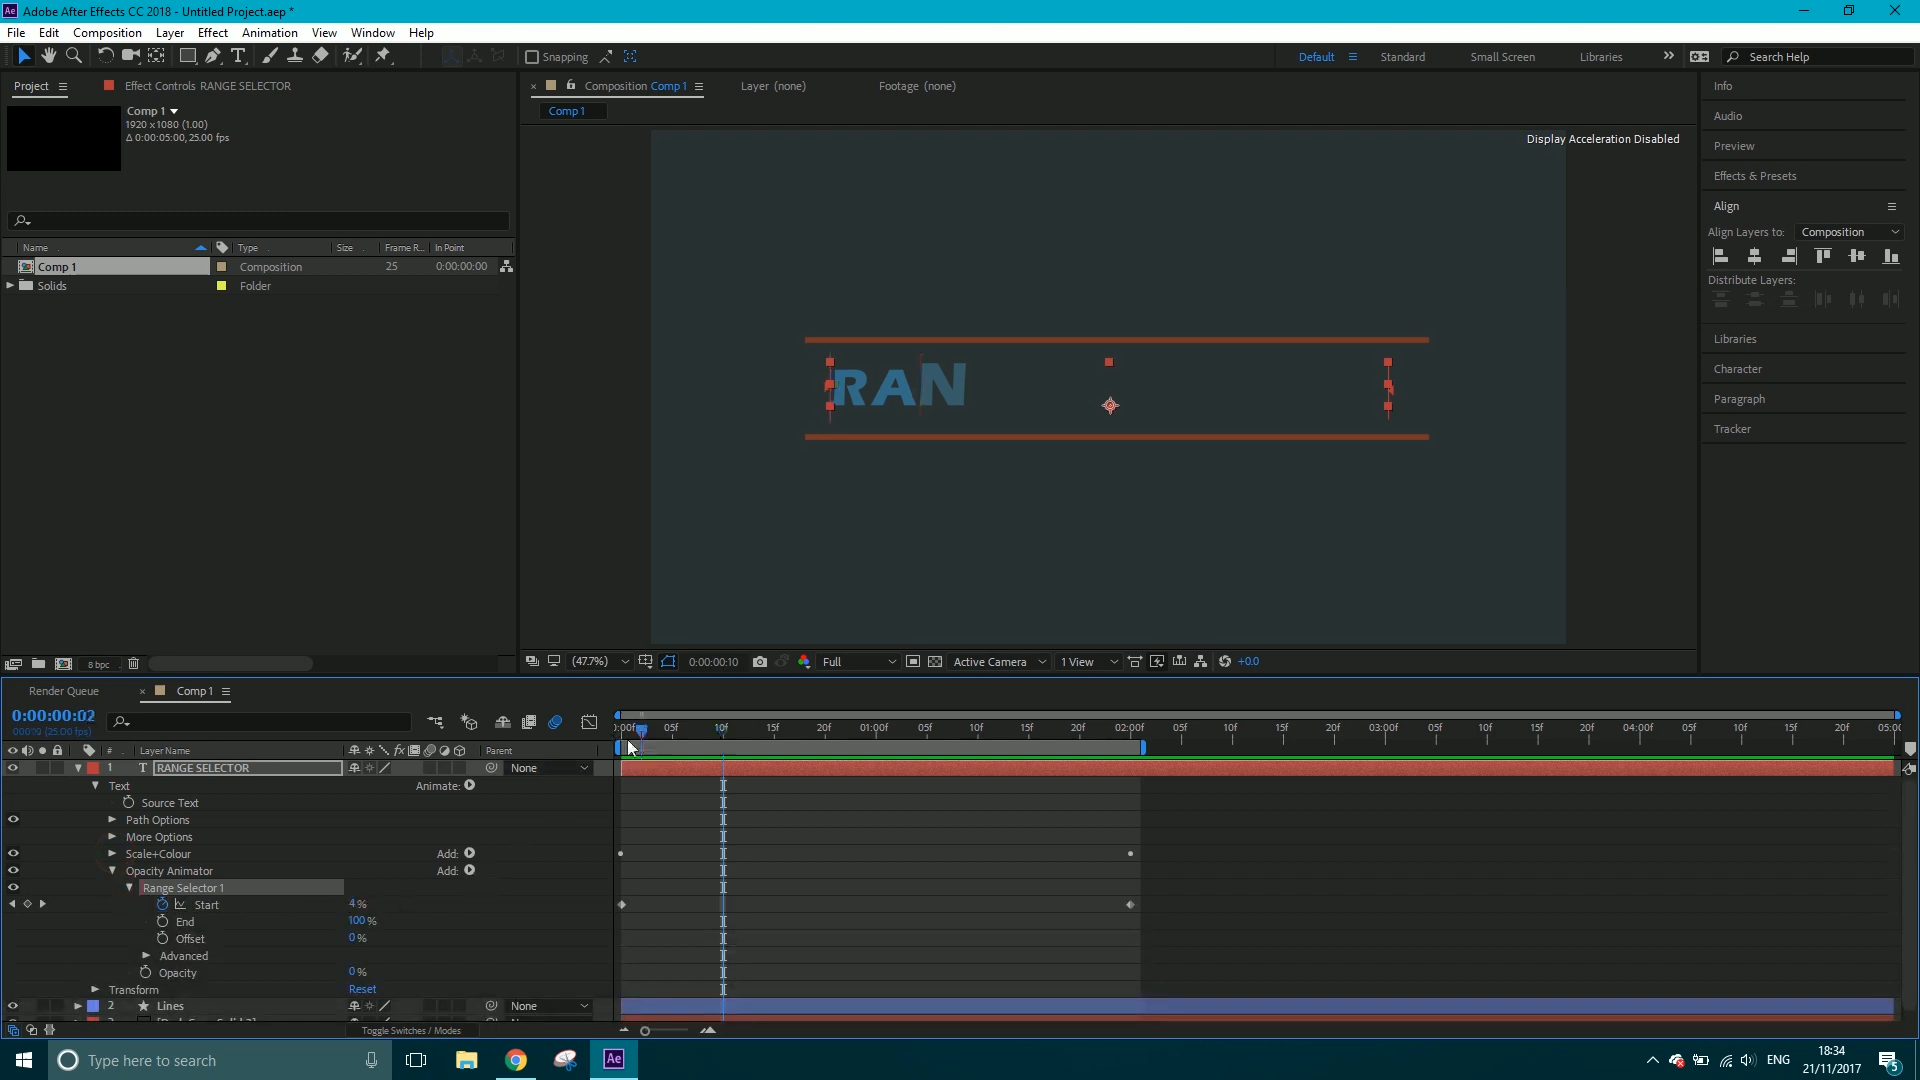 Ae Adobe After Effects CC 2018 - Untitled Project.aep *
File Edit Composition Layer Effect Animation View Window Help
Snapping Default Standard Small Screen Libraries Search Help
Project Effect Controls RANGE SELECTOR
Composition Comp 1 Layer (none) Footage (none)
Comp 1
Comp 1
1920 x1080 (1.00)
Δ 0:00:05:00, 25.00 fps
Display Acceleration Disabled
Info
Audio
Preview
Effects & Presets
Align
Align Layers to: Composition
Distribute Layers:
Libraries
Character
Paragraph
Tracker
Name Type Size Frame R... In Point
Comp 1 Composition 25 0:00:00:00
Solids Folder
RAN
8 bpc
(47.7%) 0:00:00:10 Full Active Camera 1 View +0.0
Render Queue Comp 1
0:00:00:02
(25.00 fps)
:00f 05f 10f 15f 20f 01:00f 05f 10f 15f 20f 02:00f 05f 10f 15f 20f 03:00f 05f 10f 15f 20f 04:00f 05f 10f 15f 20f 05:00
# Layer Name fx Parent
1 T RANGE SELECTOR None
Text Animate:
Source Text
Path Options
More Options
Scale+Colour Add:
Opacity Animator Add:
Range Selector 1
Start 4%
End 100%
Offset 0%
Advanced
Opacity 0%
Transform Reset
2 Lines None
Toggle Switches / Modes
Type here to search Ae ENG 18:34
21/11/2017
5